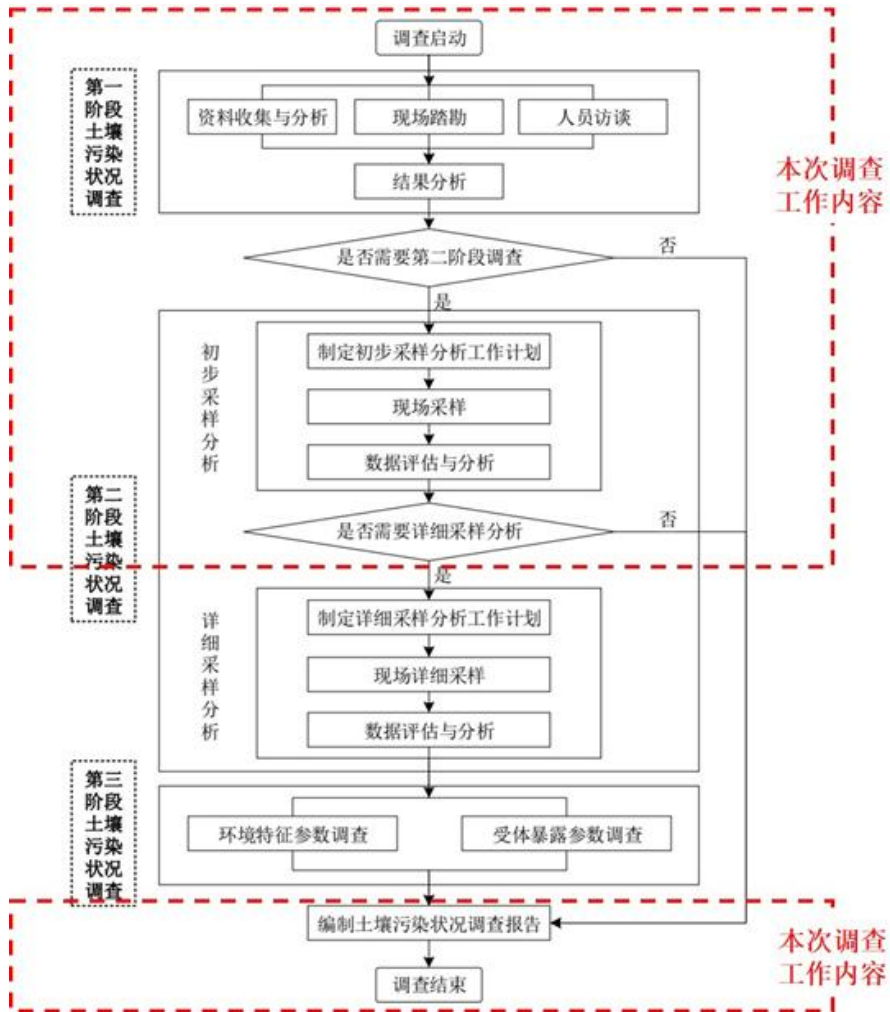 调查启动
第一
阶段
土壤
污染
状况
调查
资料收集与分析
现场踏勘
人员访谈
结果分析
本次调查
工作内容
是否需要第二阶段调查
否
是
初步采样分析
制定初步采样分析工作计划
现场采样
数据评估与分析
第二
阶段
土壤
污染
状况
调查
是否需要详细采样分析
否
是
详细采样分析
制定详细采样分析工作计划
现场详细采样
数据评估与分析
第三
阶段
土壤
污染
状况
调查
环境特征参数调查
受体暴露参数调查
编制土壤污染状况调查报告
本次调查
工作内容
调查结束